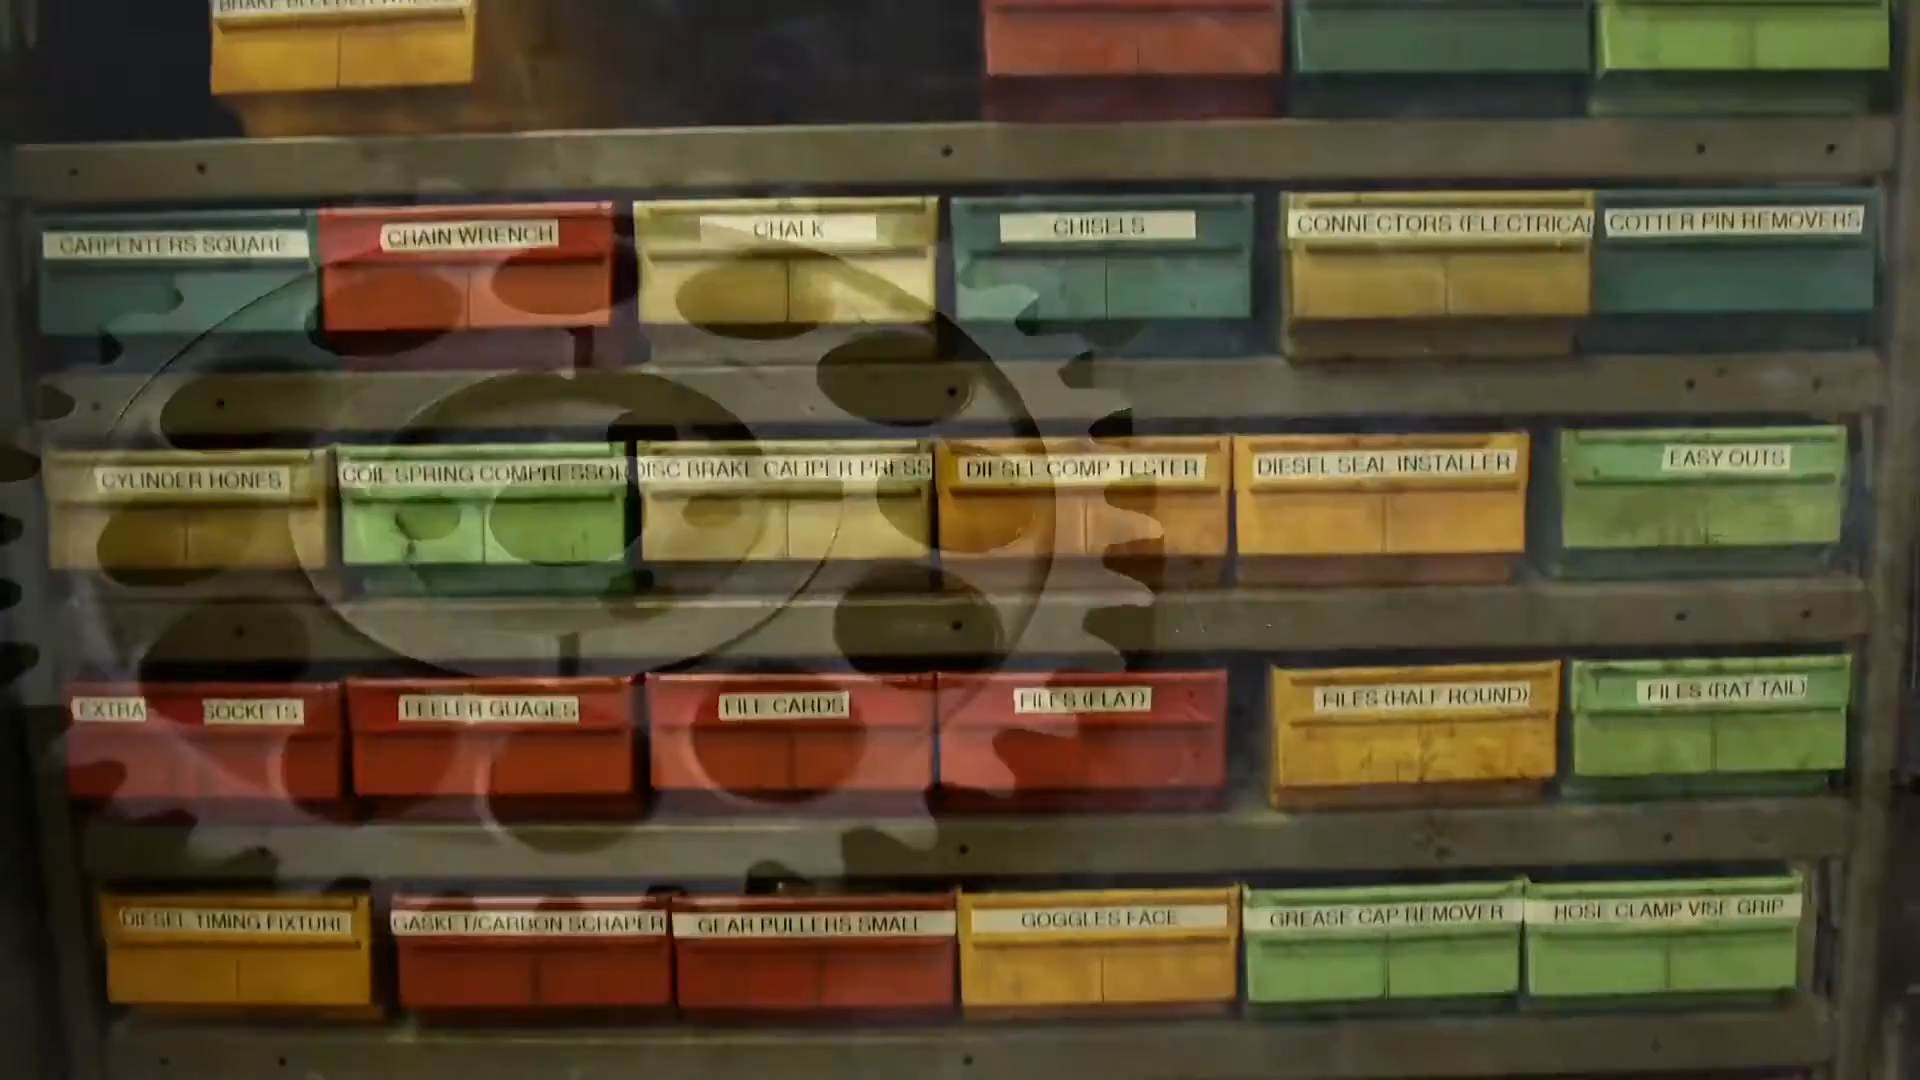 BRAKE BLEEDER WRENCH
CARPENTERS SQUARE
CHAIN WRENCH
CHALK
CHISELS
CONNECTORS (ELECTRICAL
COTTER PIN REMOVERS
CYLINDER HONES
COIL SPRING COMPRESSOR
DISC BRAKE CALIPER PRESS
DIESEL COMP TESTER
DIESEL SEAL INSTALLER
EASY OUTS
EXTRA SOCKETS
FEELER GUAGES
FILE CARDS
FILES (FLAT)
FILES (HALF ROUND)
FILES (RAT TAIL)
DIESEL TIMING FIXTURE
GASKET/CARBON SCRAPER
GEAR PULLERS SMALL
GOGGLES FACE
GREASE CAP REMOVER
HOSE CLAMP VISE GRIP